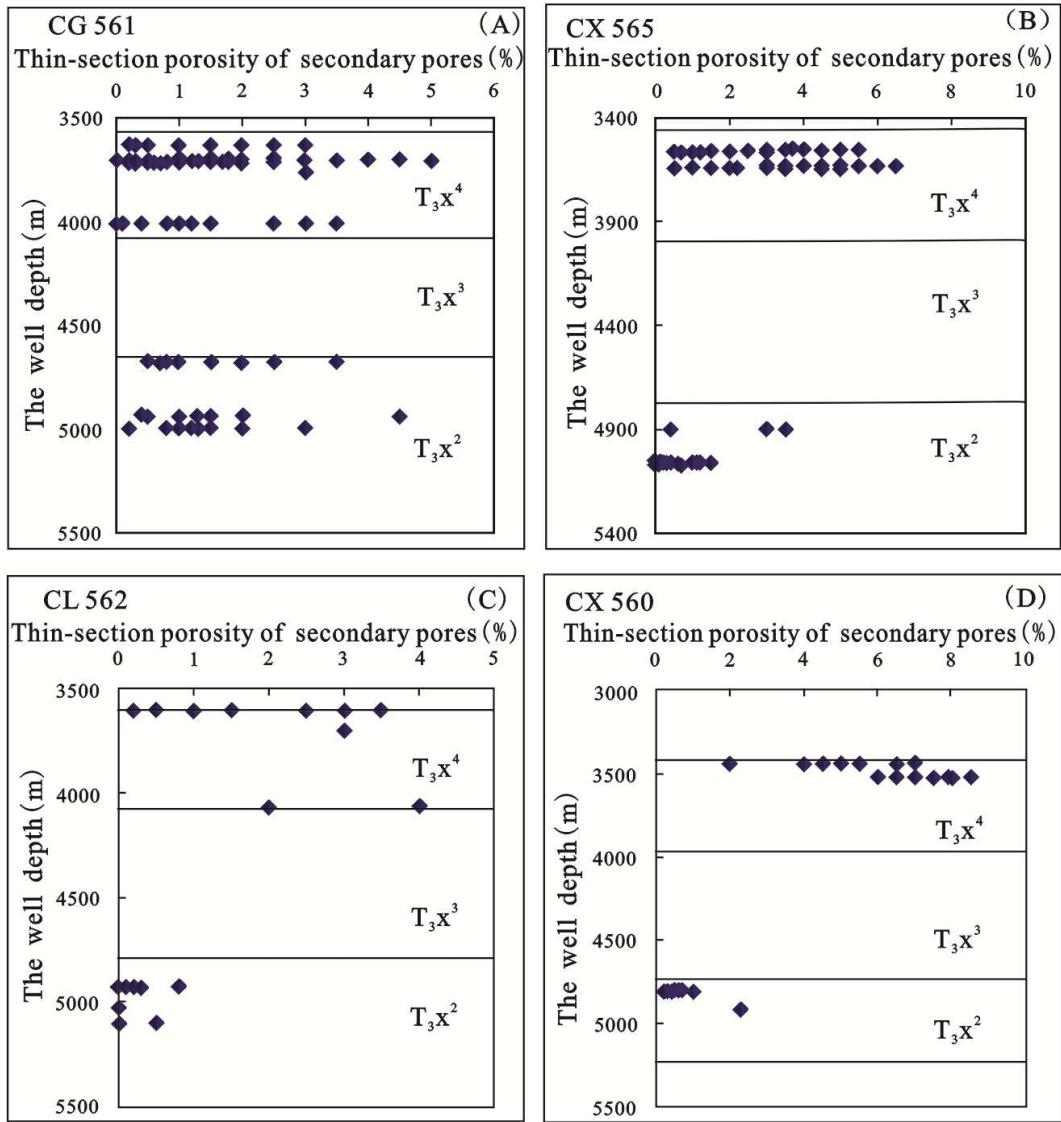 CG 561
(A)
Thin-section porosity of secondary pores (%)
0 1 2 3 4 5 6
3500
4000
4500
5000
5500
The well depth (m)
T₃x⁴
T₃x³
T₃x²
CX 565
(B)
Thin-section porosity of secondary pores (%)
0 2 4 6 8 10
3400
3900
4400
4900
5400
The well depth (m)
T₃x⁴
T₃x³
T₃x²
CL 562
(C)
Thin-section porosity of secondary pores (%)
0 1 2 3 4 5
3500
4000
4500
5000
5500
The well depth (m)
T₃x⁴
T₃x³
T₃x²
CX 560
(D)
Thin-section porosity of secondary pores (%)
0 2 4 6 8 10
3000
3500
4000
4500
5000
5500
The well depth (m)
T₃x⁴
T₃x³
T₃x²